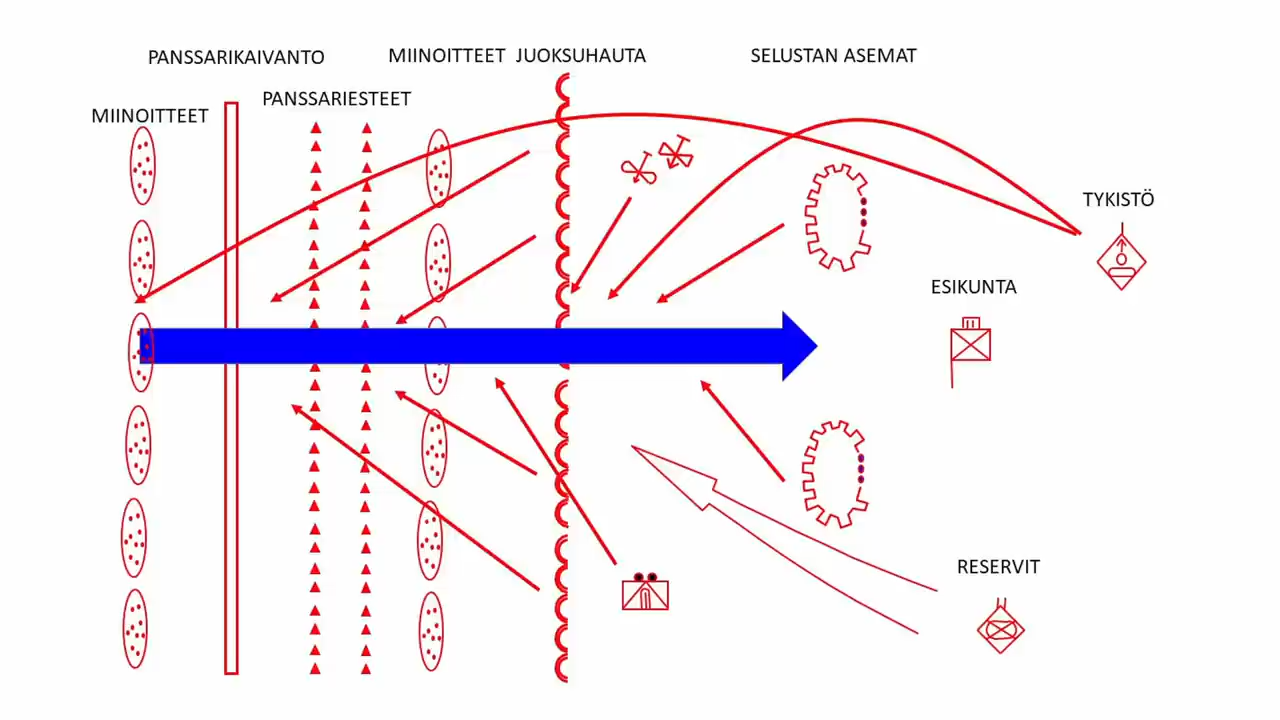 PANSSARIKAIVANTO
MIINOITTEET
JUOKSUHAUTA
SELUSTAN ASEMAT
PANSSARIESTEET
MIINOITTEET
TYKISTÖ
ESIKUNTA
RESERVIT